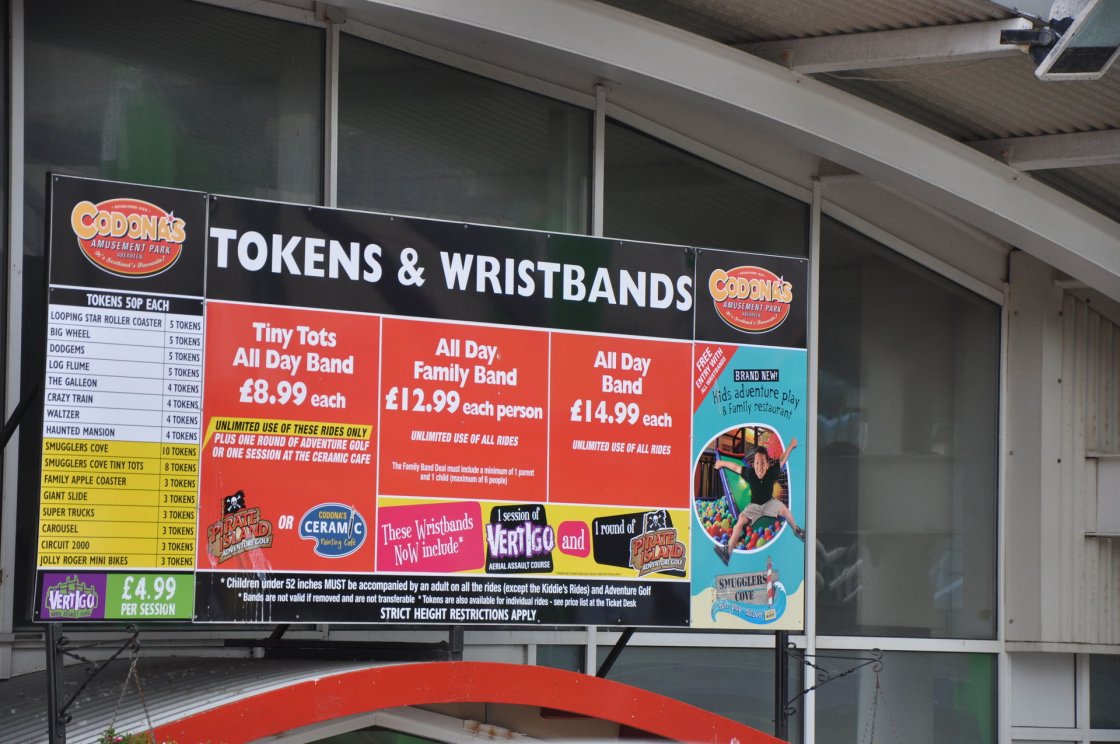 · ESTABLISHED 1970 ·
CODONA'S
AMUSEMENT PARK
ABERDEEN
It's Scotland's Favourite!
TOKENS 50P EACH
LOOPING STAR ROLLER COASTER 5 TOKENS
BIG WHEEL 5 TOKENS
DODGEMS 5 TOKENS
LOG FLUME 5 TOKENS
THE GALLEON 4 TOKENS
CRAZY TRAIN 4 TOKENS
WALTZER 4 TOKENS
HAUNTED MANSION 4 TOKENS
SMUGGLERS COVE 10 TOKENS
SMUGGLERS COVE TINY TOTS 8 TOKENS
FAMILY APPLE COASTER 3 TOKENS
GIANT SLIDE 3 TOKENS
SUPER TRUCKS 3 TOKENS
CAROUSEL 3 TOKENS
CIRCUIT 2000 3 TOKENS
JOLLY ROGER MINI BIKES 3 TOKENS
VERTIGO
AERIAL ASSAULT COURSE
£4.99
PER SESSION
TOKENS & WRISTBANDS
Tiny Tots
All Day Band
£8.99 each
UNLIMITED USE OF THESE RIDES ONLY
PLUS ONE ROUND OF ADVENTURE GOLF
OR ONE SESSION AT THE CERAMIC CAFE
PIRATE ISLAND
ADVENTURE GOLF
OR
CODONA'S
CERAMIC
Painting Café
All Day
Family Band
£12.99 each person
UNLIMITED USE OF ALL RIDES
The Family Band Deal must include a minimum of 1 parent
and 1 child (maximum of 6 people)
All Day
Band
£14.99 each
UNLIMITED USE OF ALL RIDES
These Wristbands
NOW include*
1 session of
VERTIGO
AERIAL ASSAULT COURSE
and
1 round of
PIRATE ISLAND
ADVENTURE GOLF
* Children under 52 inches MUST be accompanied by an adult on all the rides (except the Kiddie's Rides) and Adventure Golf
* Bands are not valid if removed and are not transferable * Tokens are also available for individual rides - see price list at the Ticket Desk
STRICT HEIGHT RESTRICTIONS APPLY
CODONA'S
AMUSEMENT PARK
ABERDEEN
It's Scotland's Favourite!
FREE
ENTRY WITH
ALL WRISTBANDS
BRAND NEW!
Kids adventure play
& Family restaurant
SMUGGLERS
COVE